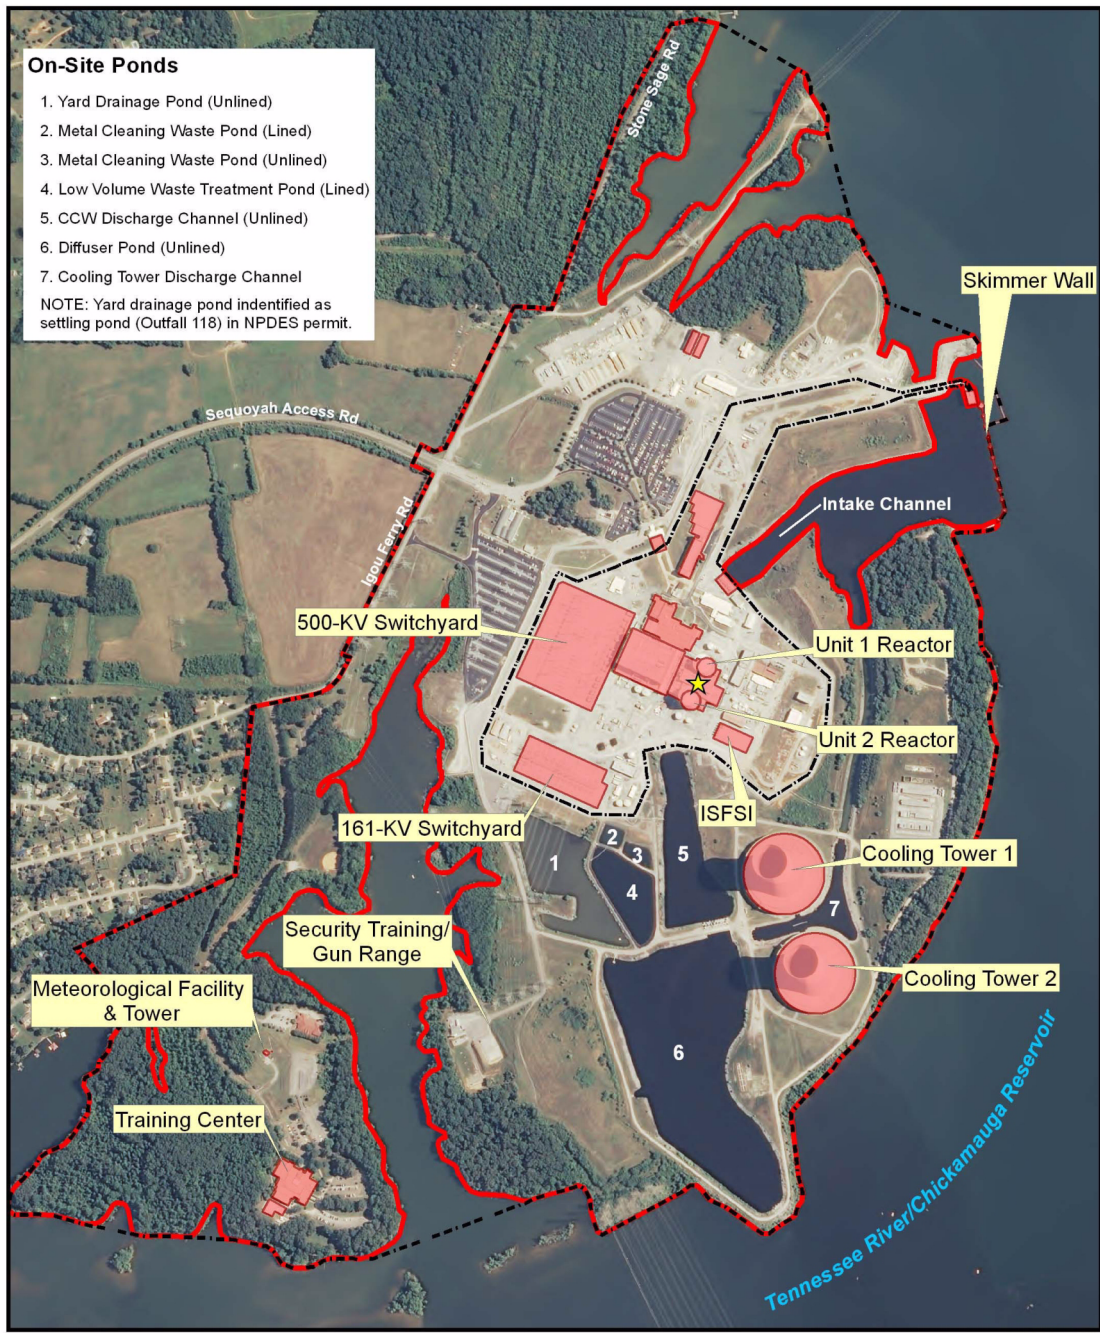 On-Site Ponds
1. Yard Drainage Pond (Unlined)
2. Metal Cleaning Waste Pond (Lined)
3. Metal Cleaning Waste Pond (Unlined)
4. Low Volume Waste Treatment Pond (Lined)
5. CCW Discharge Channel (Unlined)
6. Diffuser Pond (Unlined)
7. Cooling Tower Discharge Channel
NOTE: Yard drainage pond indentified as
settling pond (Outfall 118) in NPDES permit.
Stone Sage Rd
Skimmer Wall
Sequoyah Access Rd
Intake Channel
Igou Ferry Rd
500-KV Switchyard
Unit 1 Reactor
Unit 2 Reactor
ISFSI
161-KV Switchyard
1
2
3
4
5
Cooling Tower 1
7
Security Training/
Gun Range
Cooling Tower 2
Meteorological Facility
& Tower
6
Training Center
Tennessee River/Chickamauga Reservoir